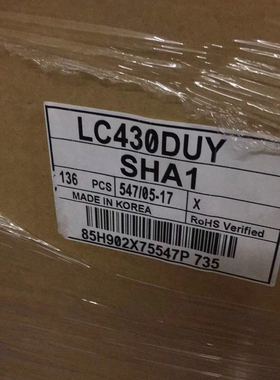 LC430DUY
SHA1
136 PCS 547/05-17 X
MADE IN KOREA RoHS Verified
85H902X75547P 735